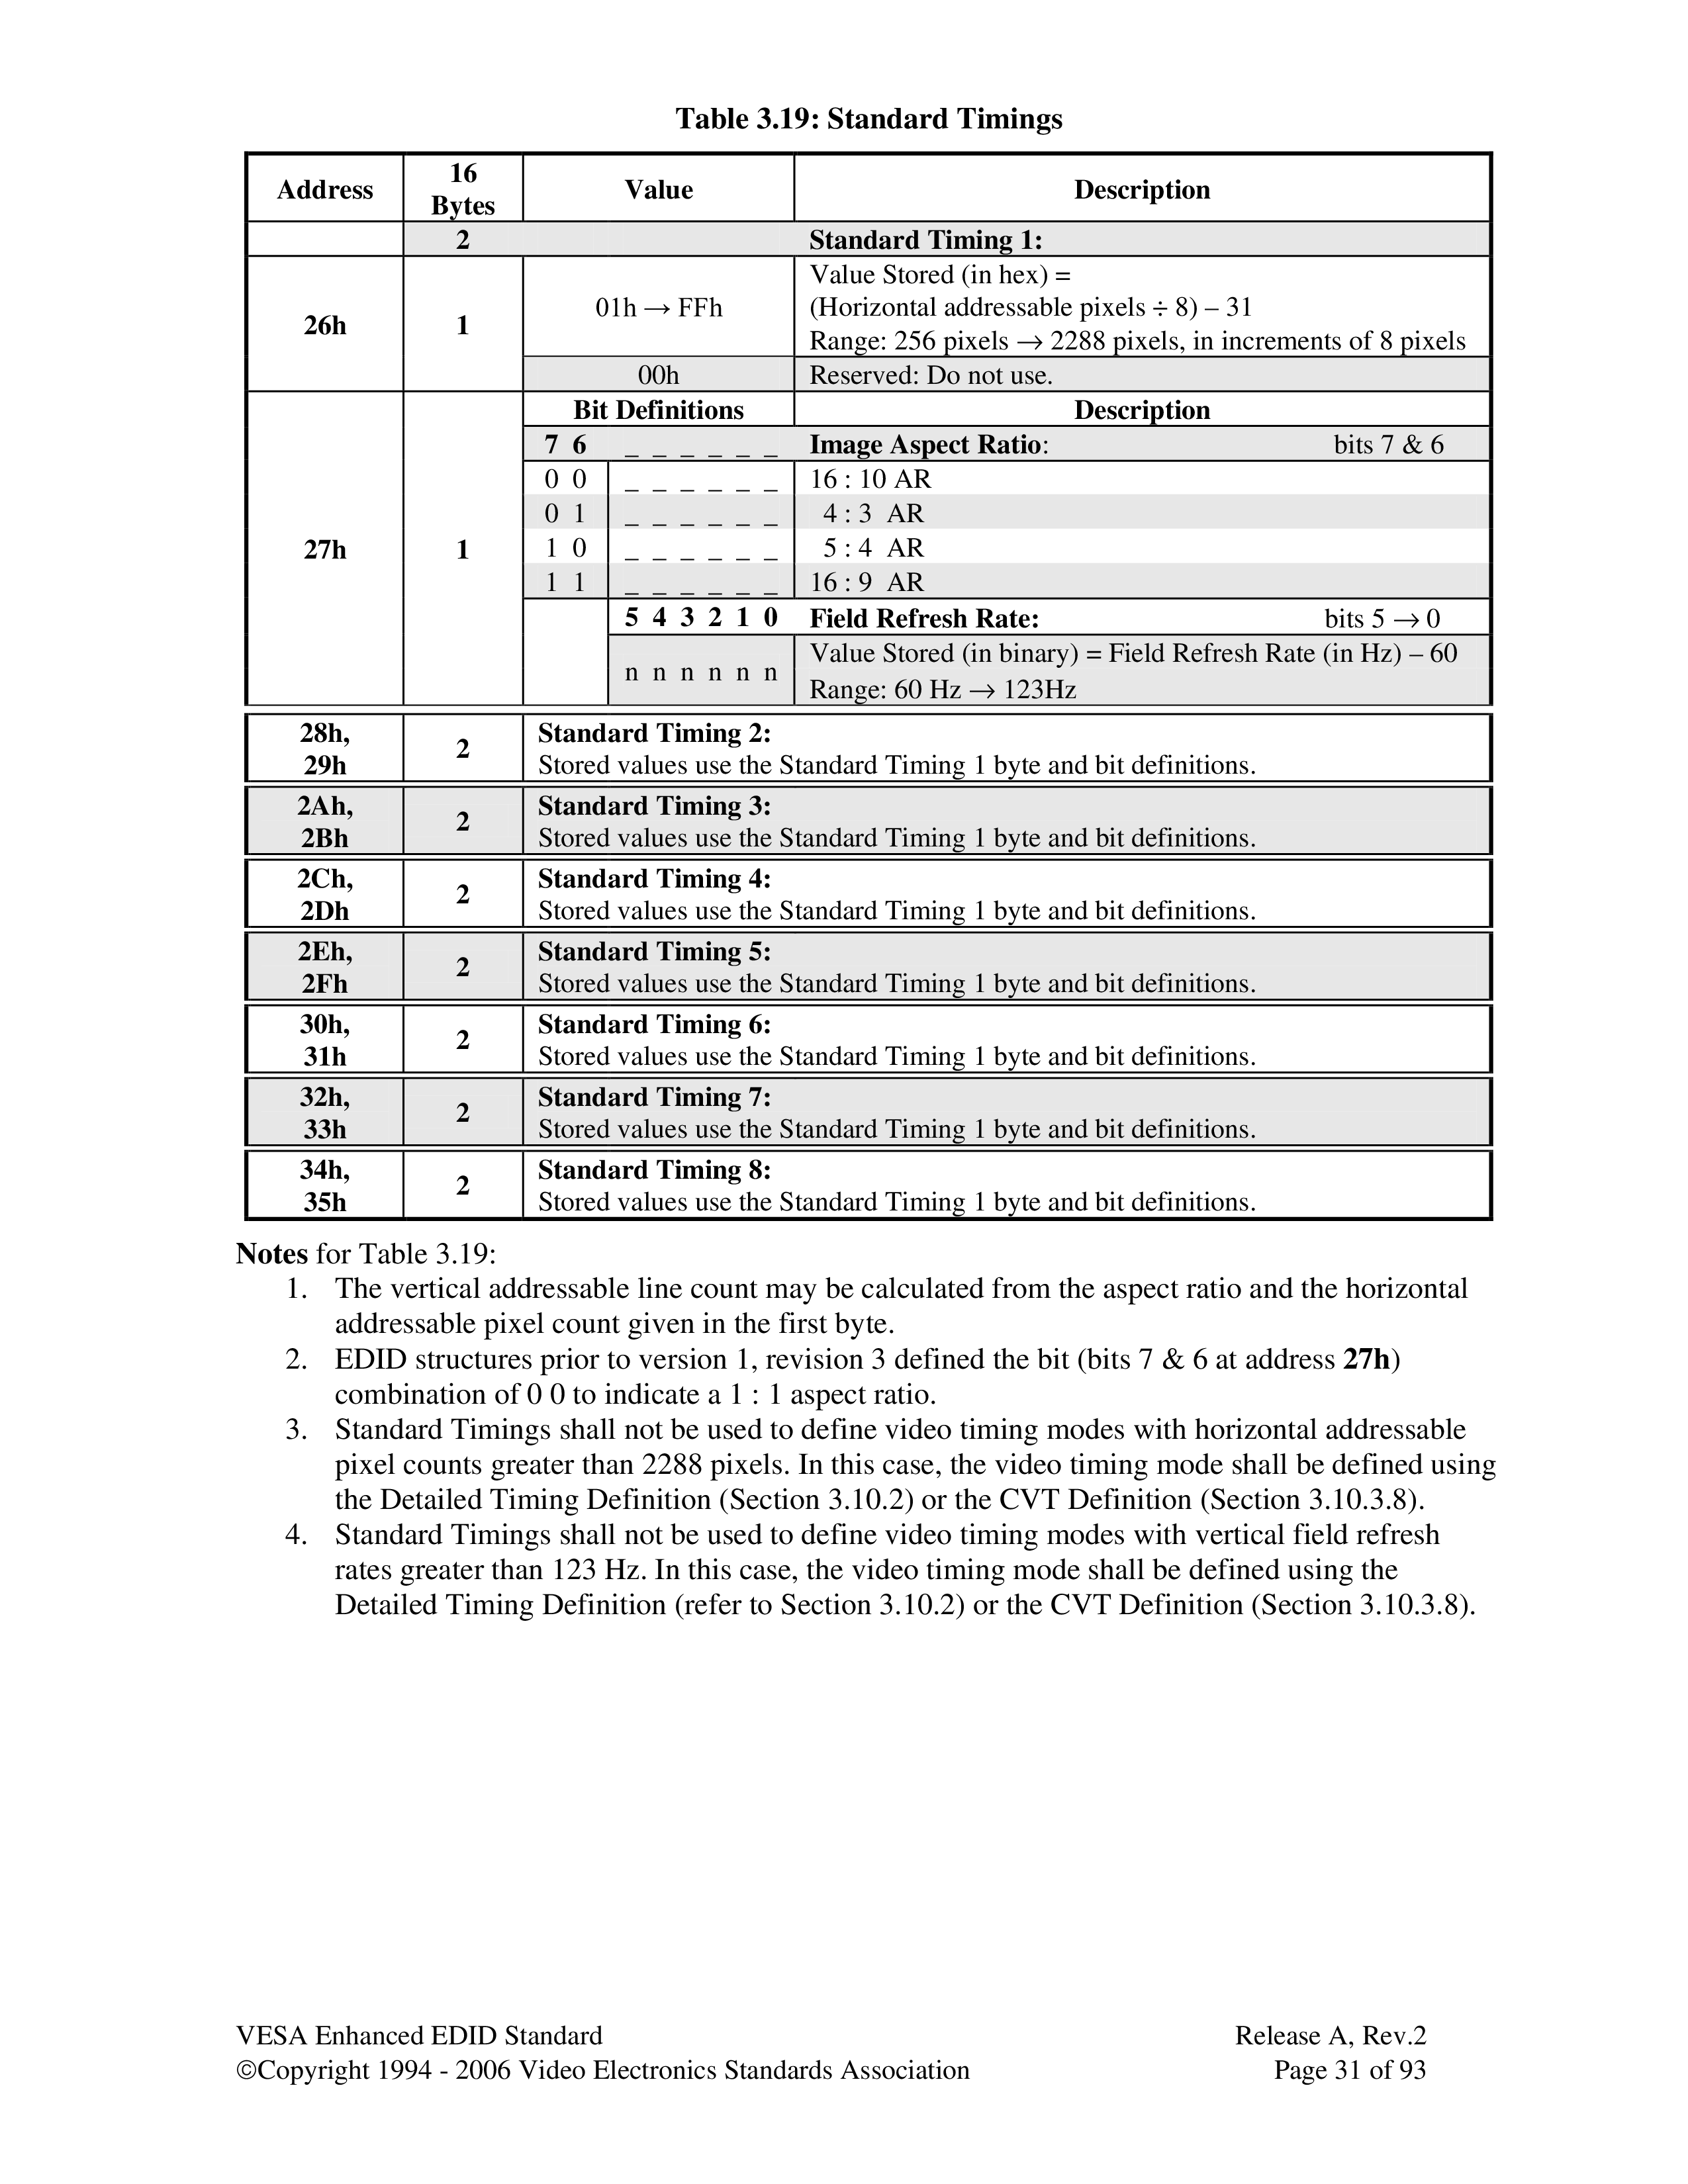 Table 3.19: Standard Timings
Address
16
Bytes
Value
Description
2
Standard Timing 1:
26h
1
01h → FFh
Value Stored (in hex) =
(Horizontal addressable pixels ÷ 8) – 31
Range: 256 pixels → 2288 pixels, in increments of 8 pixels
00h
Reserved: Do not use.
27h
1
Bit Definitions
Description
7 6 _ _ _ _ _ _ Image Aspect Ratio: bits 7 & 6
0 0 _ _ _ _ _ _ 16 : 10 AR
0 1 _ _ _ _ _ _ 4 : 3 AR
1 0 _ _ _ _ _ _ 5 : 4 AR
1 1 _ _ _ _ _ _ 16 : 9 AR
5 4 3 2 1 0 Field Refresh Rate: bits 5 → 0
n n n n n n
Value Stored (in binary) = Field Refresh Rate (in Hz) – 60
Range: 60 Hz → 123Hz
28h,
29h
2
Standard Timing 2:
Stored values use the Standard Timing 1 byte and bit definitions.
2Ah,
2Bh
2
Standard Timing 3:
Stored values use the Standard Timing 1 byte and bit definitions.
2Ch,
2Dh
2
Standard Timing 4:
Stored values use the Standard Timing 1 byte and bit definitions.
2Eh,
2Fh
2
Standard Timing 5:
Stored values use the Standard Timing 1 byte and bit definitions.
30h,
31h
2
Standard Timing 6:
Stored values use the Standard Timing 1 byte and bit definitions.
32h,
33h
2
Standard Timing 7:
Stored values use the Standard Timing 1 byte and bit definitions.
34h,
35h
2
Standard Timing 8:
Stored values use the Standard Timing 1 byte and bit definitions.
Notes for Table 3.19:
1. The vertical addressable line count may be calculated from the aspect ratio and the horizontal
addressable pixel count given in the first byte.
2. EDID structures prior to version 1, revision 3 defined the bit (bits 7 & 6 at address 27h)
combination of 0 0 to indicate a 1 : 1 aspect ratio.
3. Standard Timings shall not be used to define video timing modes with horizontal addressable
pixel counts greater than 2288 pixels. In this case, the video timing mode shall be defined using
the Detailed Timing Definition (Section 3.10.2) or the CVT Definition (Section 3.10.3.8).
4. Standard Timings shall not be used to define video timing modes with vertical field refresh
rates greater than 123 Hz. In this case, the video timing mode shall be defined using the
Detailed Timing Definition (refer to Section 3.10.2) or the CVT Definition (Section 3.10.3.8).
VESA Enhanced EDID Standard Release A, Rev.2
©Copyright 1994 - 2006 Video Electronics Standards Association Page 31 of 93